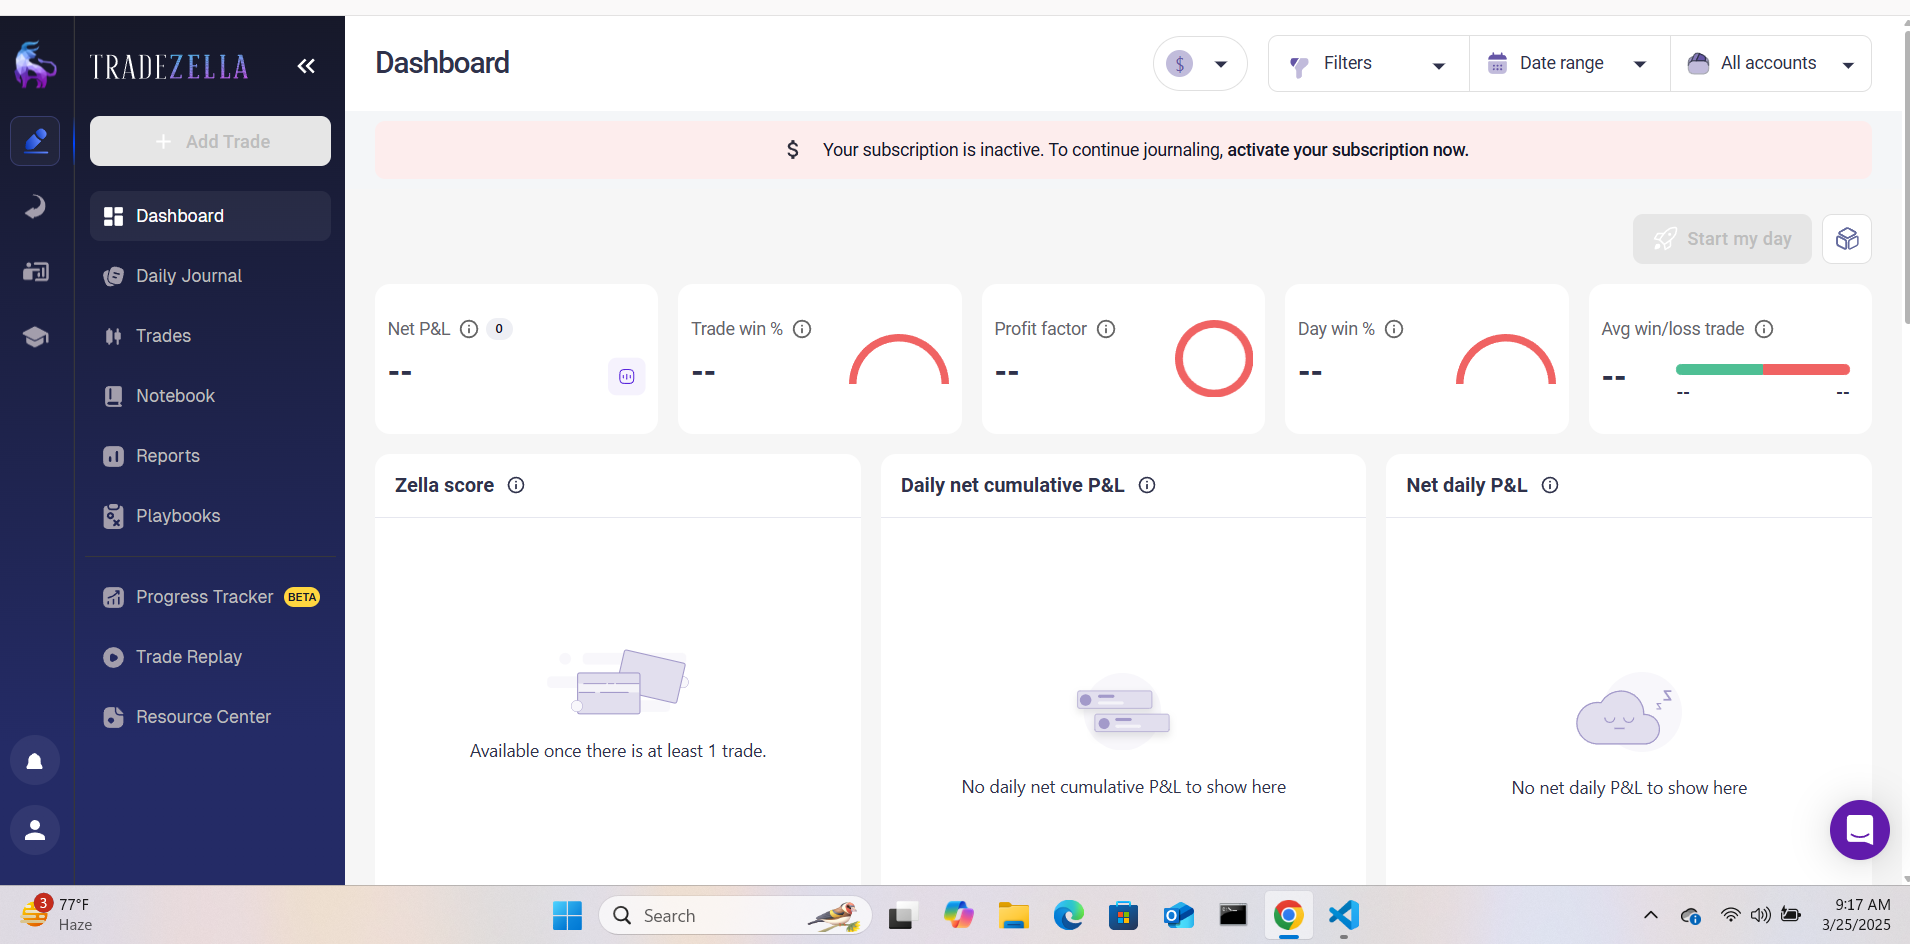 TRADEZELLA
Add Trade
Dashboard
Daily Journal
Trades
Notebook
Reports
Playbooks
Progress Tracker BETA
Trade Replay
Resource Center
Dashboard
$
Filters
Date range
All accounts
$ Your subscription is inactive. To continue journaling, activate your subscription now.
Start my day
Net P&L 0
--
Trade win %
--
Profit factor
--
Day win %
--
Avg win/loss trade
--
-- --
Zella score
Available once there is at least 1 trade.
Daily net cumulative P&L
No daily net cumulative P&L to show here
Net daily P&L
z
z
No net daily P&L to show here
3
77°F
Haze
Search
9:17 AM
3/25/2025